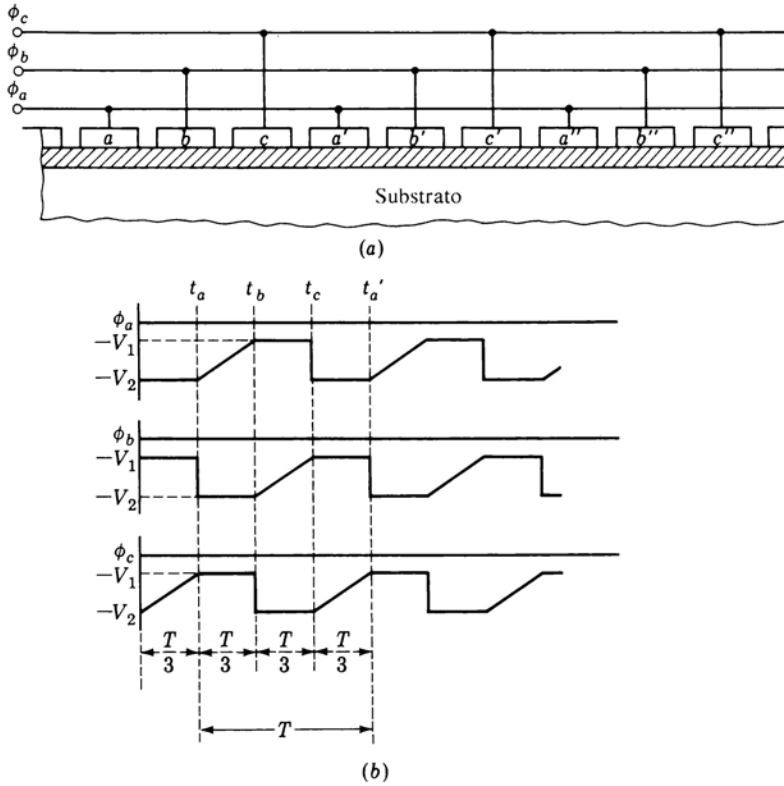 ϕc
ϕb
ϕa
a b c a′ b′ c′ a″ b″ c″
Substrato
(a)
ta tb tc ta′
ϕa
−V1
−V2
ϕb
−V1
−V2
ϕc
−V1
−V2
T/3 T/3 T/3 T/3
T
(b)